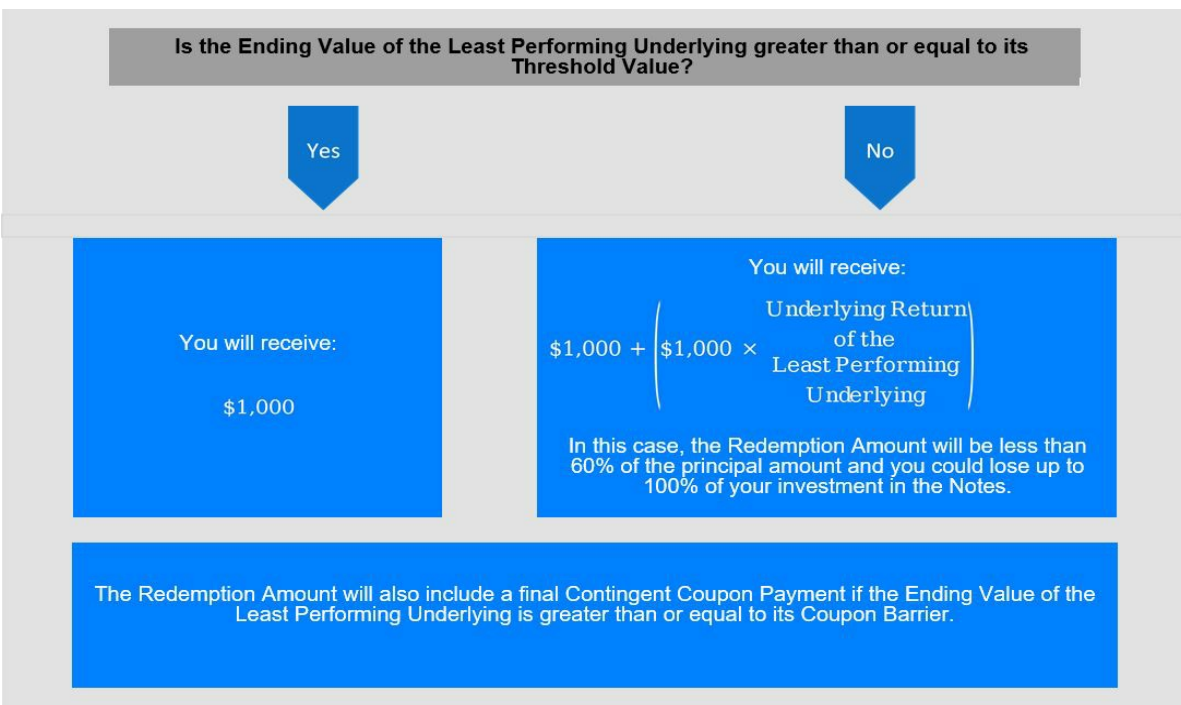 Is the Ending Value of the Least Performing Underlying greater than or equal to its
Threshold Value?
Yes
No
You will receive:
$1,000
You will receive:
$1,000 + ($1,000 × Underlying Return
of the
Least Performing
Underlying)
In this case, the Redemption Amount will be less than
60% of the principal amount and you could lose up to
100% of your investment in the Notes.
The Redemption Amount will also include a final Contingent Coupon Payment if the Ending Value of the
Least Performing Underlying is greater than or equal to its Coupon Barrier.